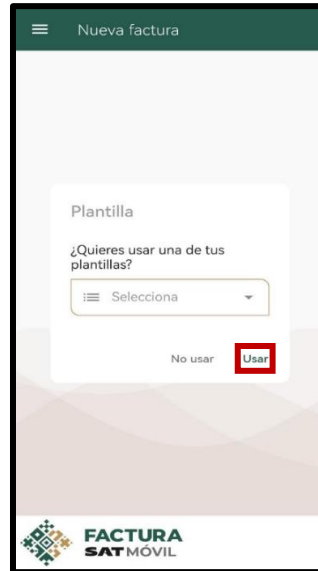 Nueva factura
Plantilla
¿Quieres usar una de tus
plantillas?
Selecciona
No usar Usar
FACTURA
SAT MÓVIL